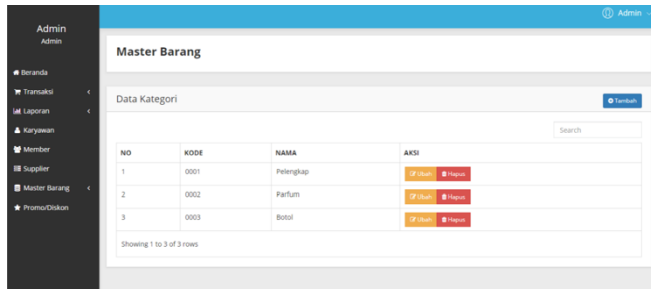 Admin
Admin
Admin
Beranda
Transaksi
Laporan
Karyawan
Member
Supplier
Master Barang
Promo/Diskon
Master Barang
Data Kategori
Tambah
Search
NO KODE NAMA AKSI
1 0001 Pelengkap Ubah Hapus
2 0002 Parfum Ubah Hapus
3 0003 Botol Ubah Hapus
Showing 1 to 3 of 3 rows